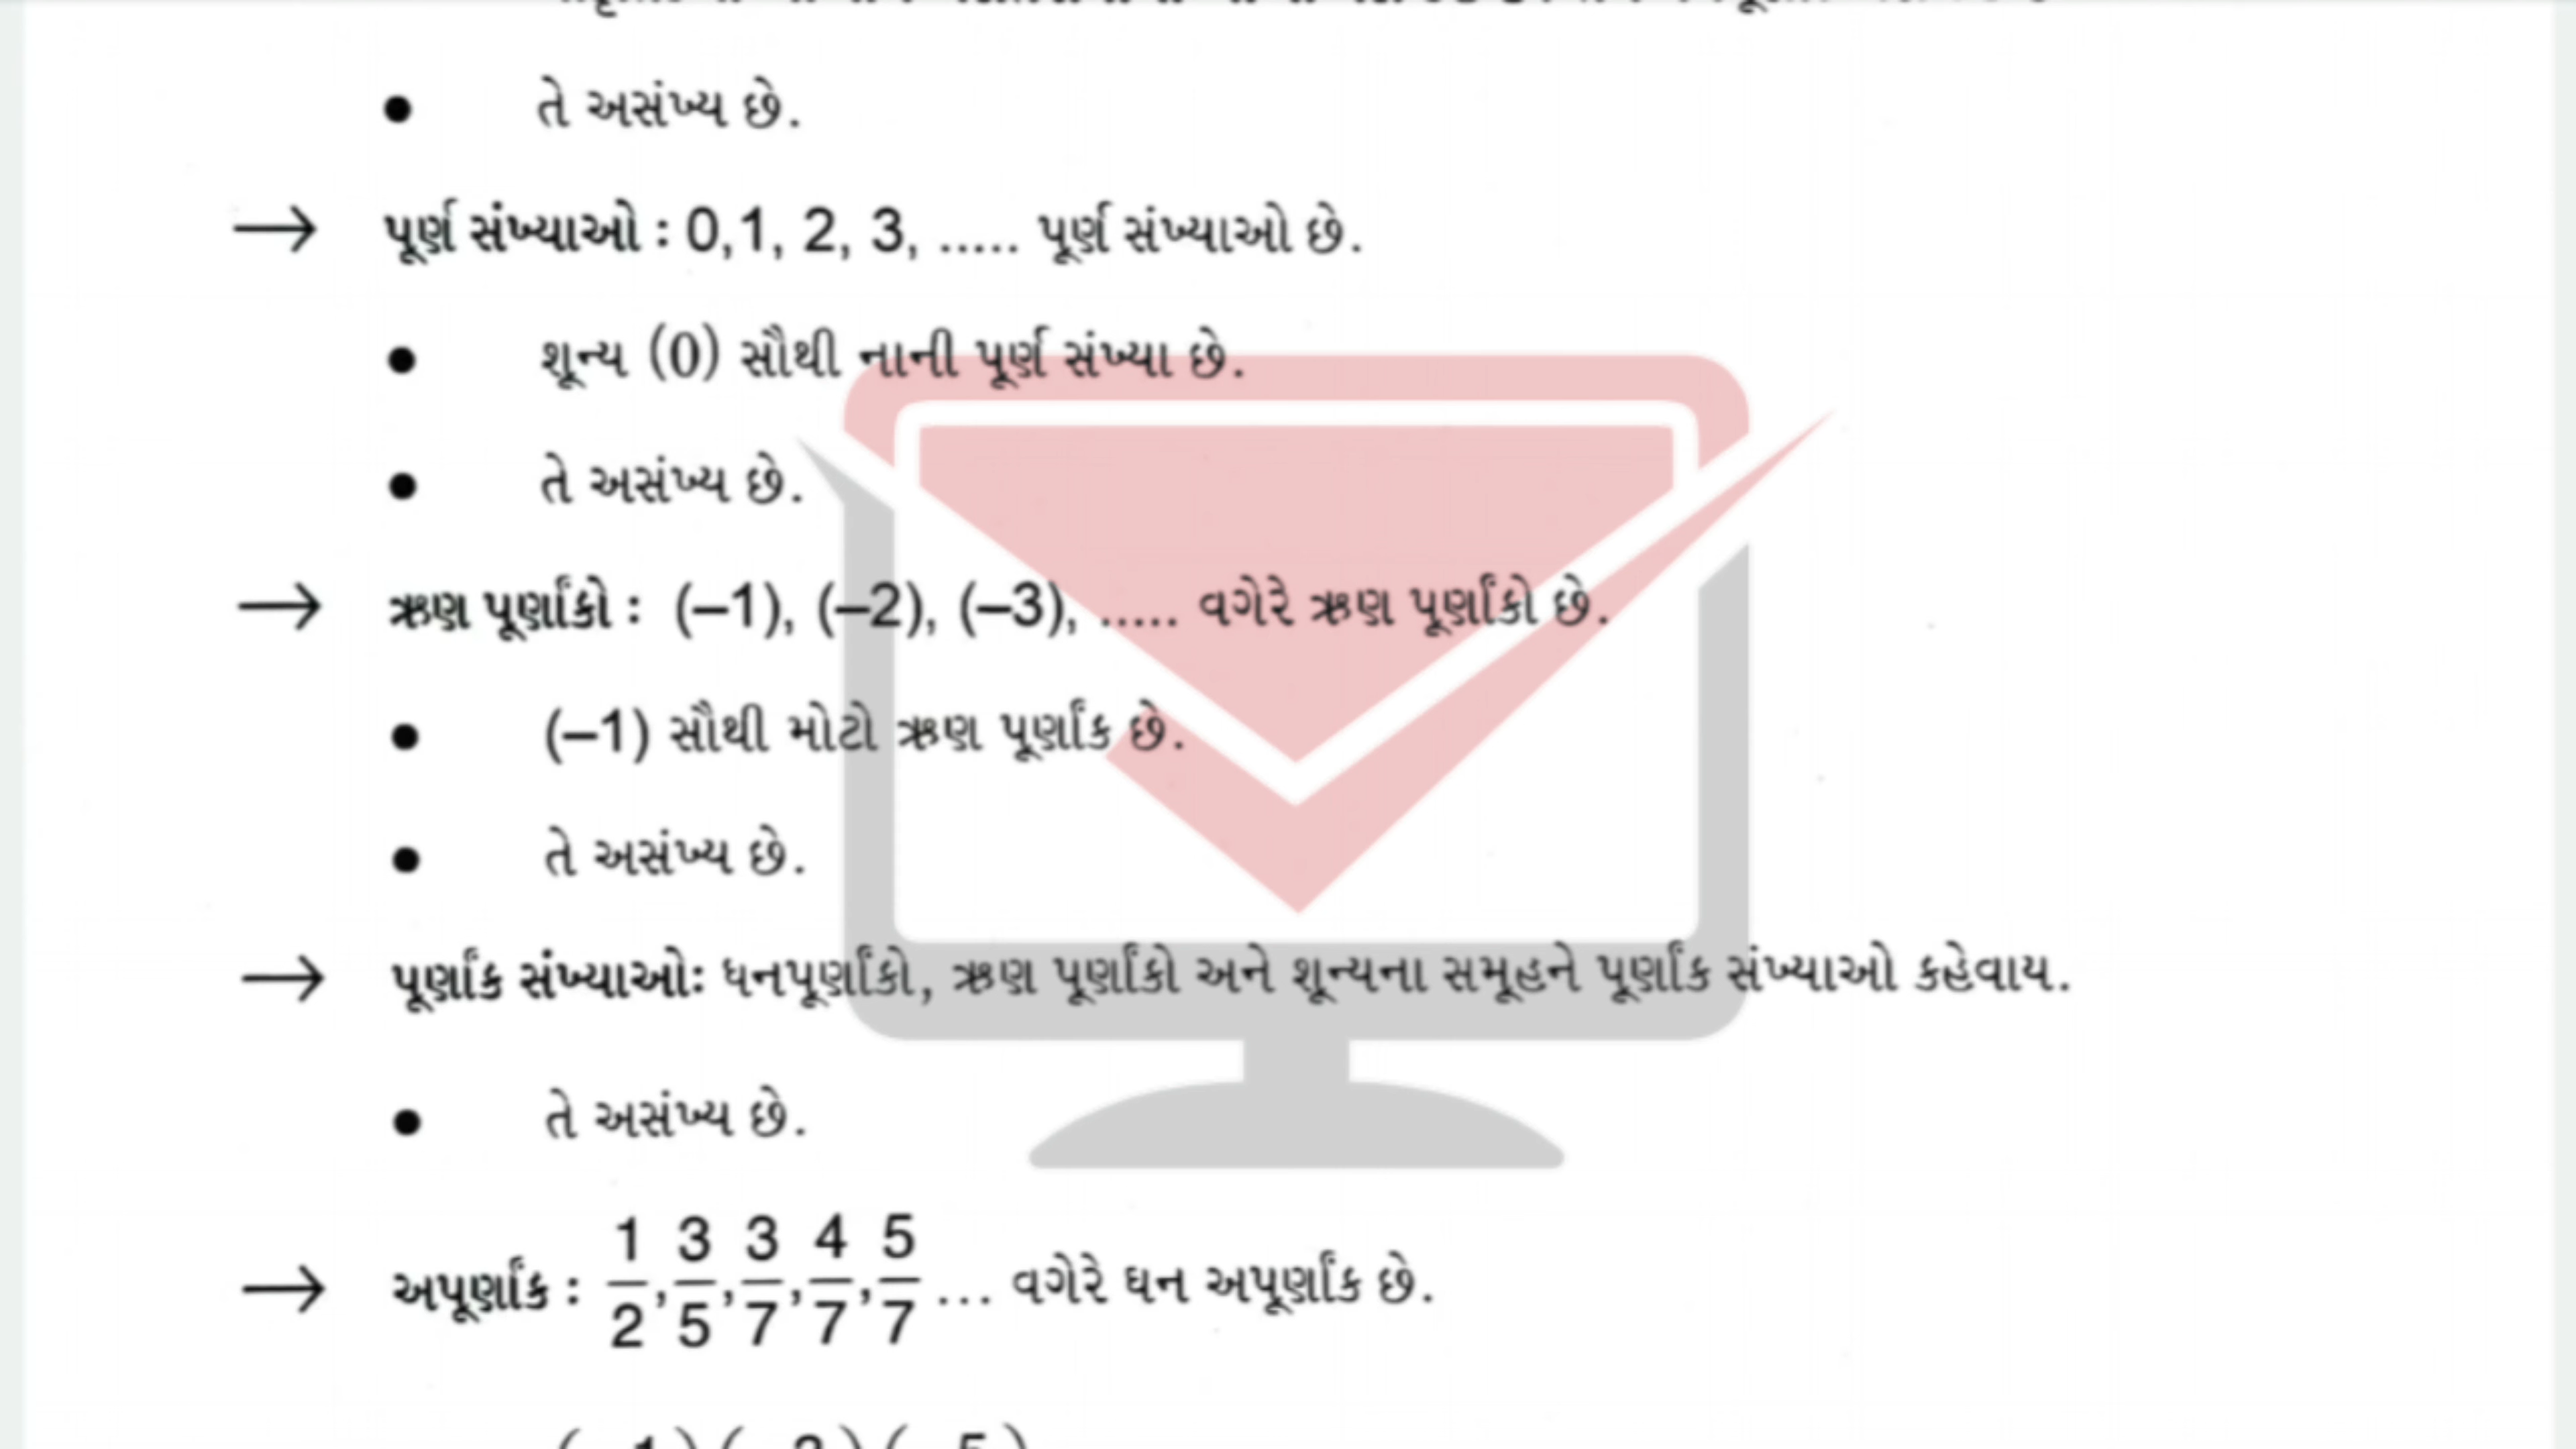 • તે અસંખ્ય છે.
→ પૂર્ણ સંખ્યાઓ : 0,1, 2, 3, ..... પૂર્ણ સંખ્યાઓ છે.
• શૂન્ય (0) સૌથી નાની પૂર્ણ સંખ્યા છે.
• તે અસંખ્ય છે.
→ ઋણ પૂર્ણાંકો : (–1), (–2), (–3), ..... વગેરે ઋણ પૂર્ણાંકો છે.
• (–1) સૌથી મોટો ઋણ પૂર્ણાંક છે.
• તે અસંખ્ય છે.
→ પૂર્ણાંક સંખ્યાઓઃ ધનપૂર્ણાંકો, ઋણ પૂર્ણાંકો અને શૂન્યના સમૂહને પૂર્ણાંક સંખ્યાઓ કહેવાય.
• તે અસંખ્ય છે.
→ અપૂર્ણાંક : 1/2, 3/5, 3/7, 4/7, 5/7 ... વગેરે ઘન અપૂર્ણાંક છે.